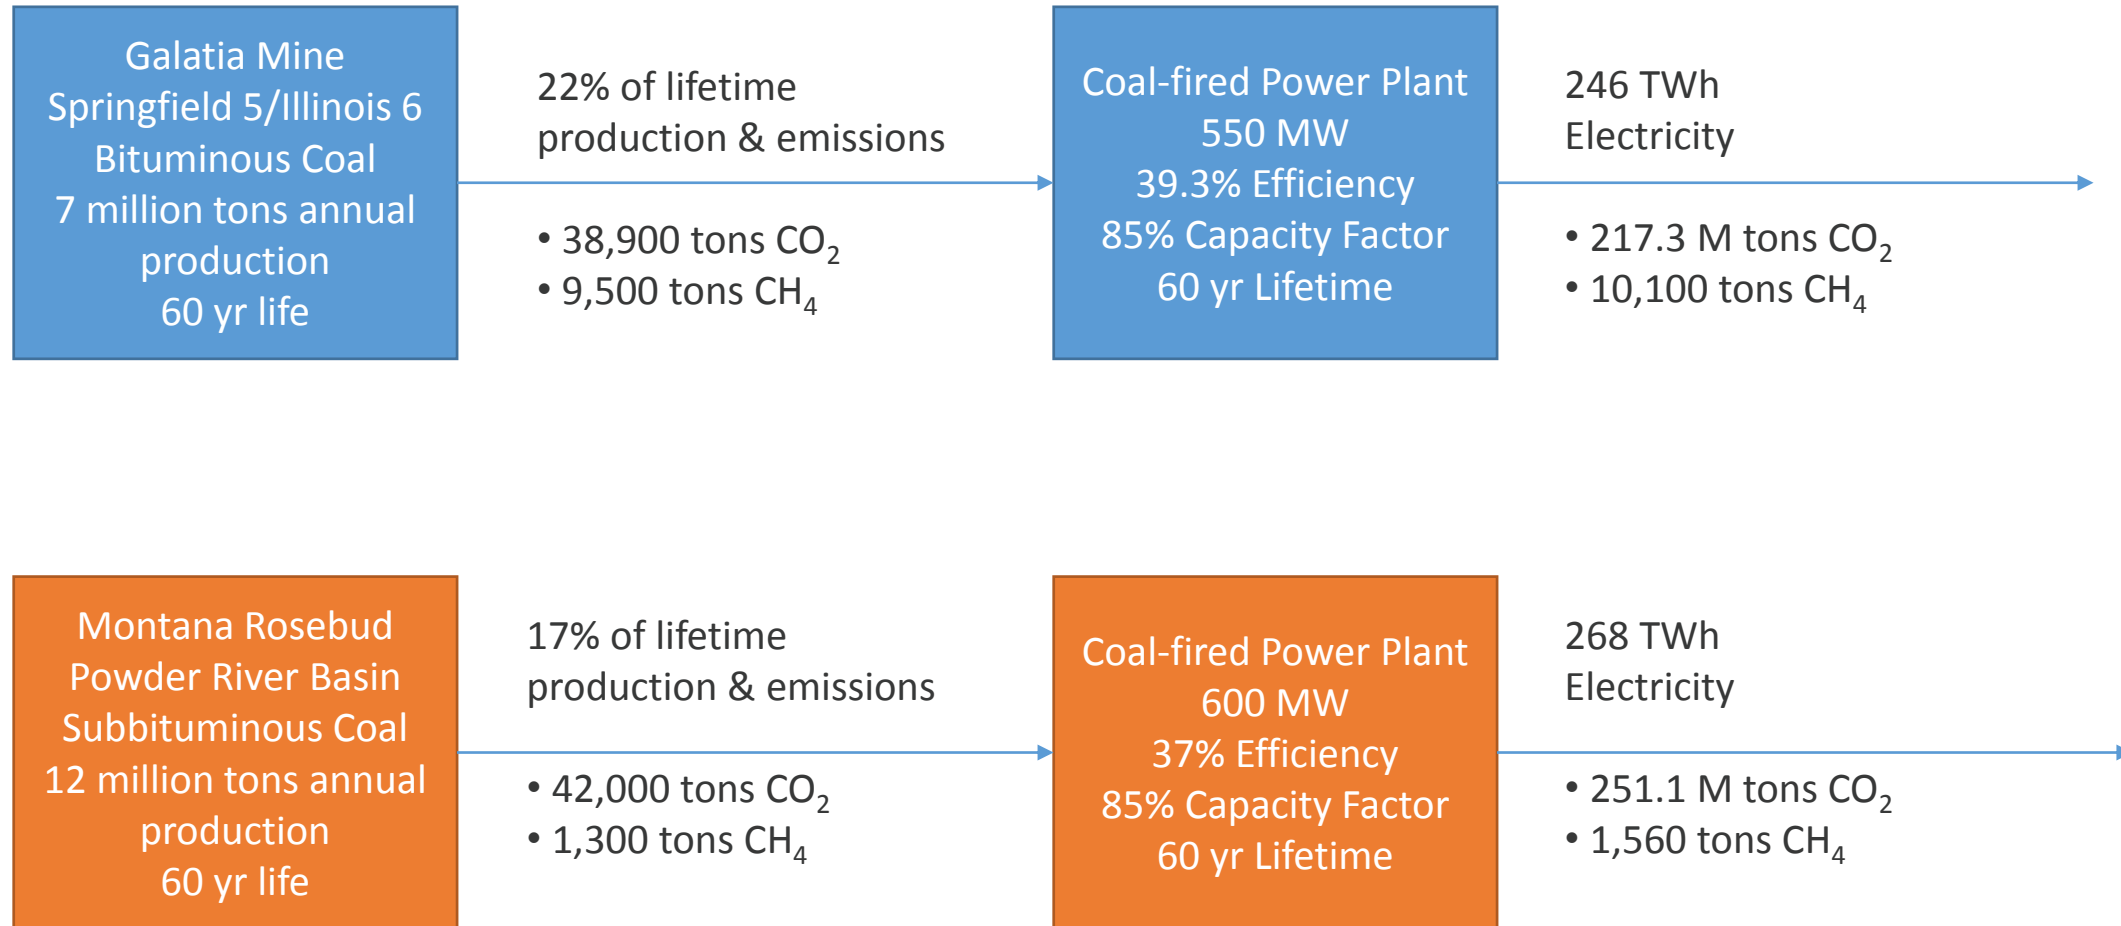 Galatia Mine
Springfield 5/Illinois 6
Bituminous Coal
7 million tons annual
production
60 yr life
22% of lifetime
production & emissions
• 38,900 tons CO₂
• 9,500 tons CH₄
Coal-fired Power Plant
550 MW
39.3% Efficiency
85% Capacity Factor
60 yr Lifetime
246 TWh
Electricity
• 217.3 M tons CO₂
• 10,100 tons CH₄
Montana Rosebud
Powder River Basin
Subbituminous Coal
12 million tons annual
production
60 yr life
17% of lifetime
production & emissions
• 42,000 tons CO₂
• 1,300 tons CH₄
Coal-fired Power Plant
600 MW
37% Efficiency
85% Capacity Factor
60 yr Lifetime
268 TWh
Electricity
• 251.1 M tons CO₂
• 1,560 tons CH₄